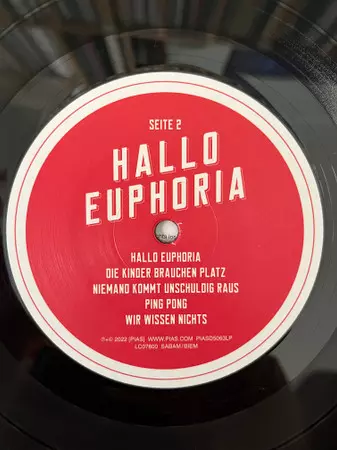 SEITE 2
HALLO
EUPHORIA
HALLO EUPHORIA
DIE KINDER BRAUCHEN PLATZ
NIEMAND KOMMT UNSCHULDIG RAUS
PING PONG
WIR WISSEN NICHTS
℗+© 2022 [PIAS] WWW.PIAS.COM PIASD5063LP
LC07800 SABAM/BIEM